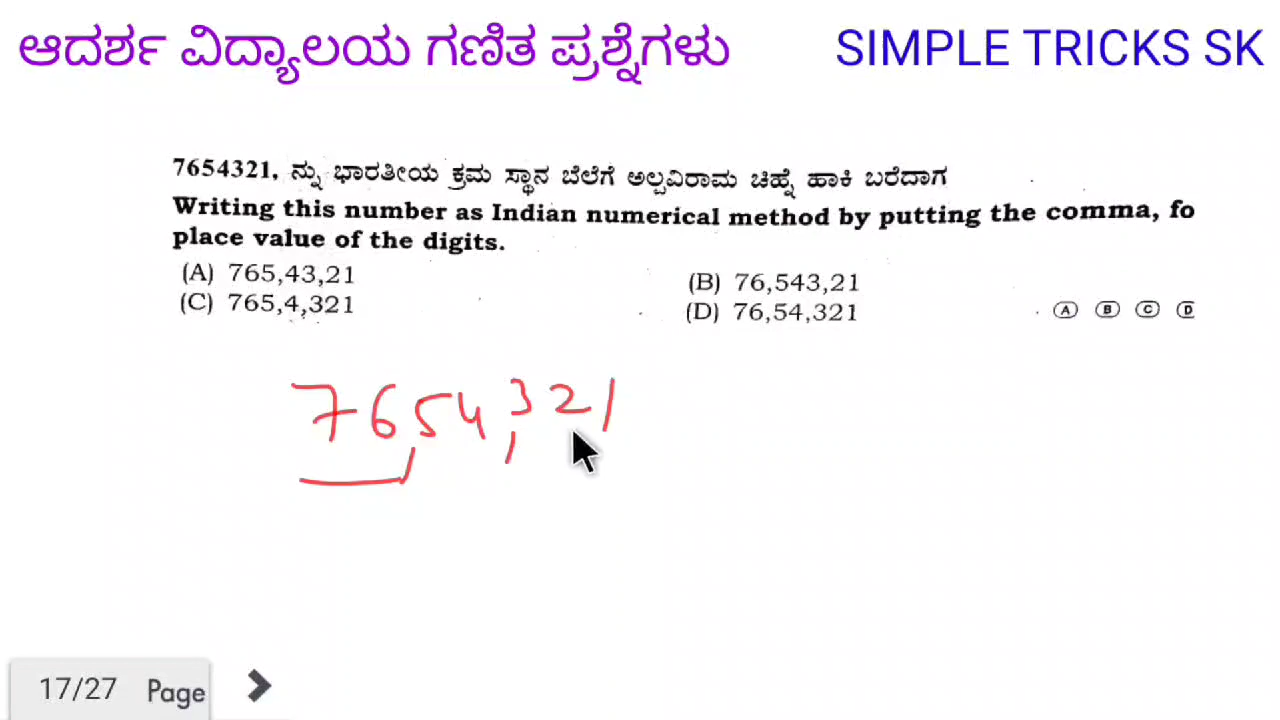 ಆದರ್ಶ ವಿದ್ಯಾಲಯ ಗಣಿತ ಪ್ರಶ್ನೆಗಳು SIMPLE TRICKS SK
7654321, ನ್ನು ಭಾರತೀಯ ಕ್ರಮ ಸ್ಥಾನ ಬೆಲೆಗೆ ಅಲ್ಪವಿರಾಮ ಚಿಹ್ನೆ ಹಾಕಿ ಬರೆದಾಗ
Writing this number as Indian numerical method by putting the comma, fo
place value of the digits.
(A) 765,43,21 (B) 76,543,21
(C) 765,4,321 (D) 76,54,321 A B C D
76,54,321
17/27 Page